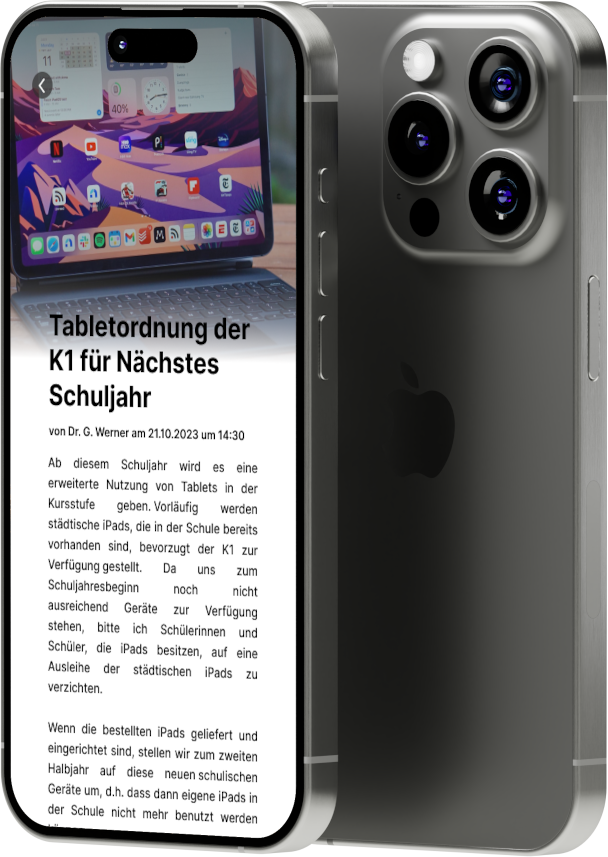 11
40%
Tabletordnung der
K1 für Nächstes
Schuljahr
von Dr. G. Werner am 21.10.2023 um 14:30
Ab diesem Schuljahr wird es eine
erweiterte Nutzung von Tablets in der
Kursstufe geben. Vorläufig werden
städtische iPads, die in der Schule bereits
vorhanden sind, bevorzugt der K1 zur
Verfügung gestellt. Da uns zum
Schuljahresbeginn noch nicht
ausreichend Geräte zur Verfügung
stehen, bitte ich Schülerinnen und
Schüler, die iPads besitzen, auf eine
Ausleihe der städtischen iPads zu
verzichten.
Wenn die bestellten iPads geliefert und
eingerichtet sind, stellen wir zum zweiten
Halbjahr auf diese neuen schulischen
Geräte um, d.h. dass dann eigene iPads in
der Schule nicht mehr benutzt werden